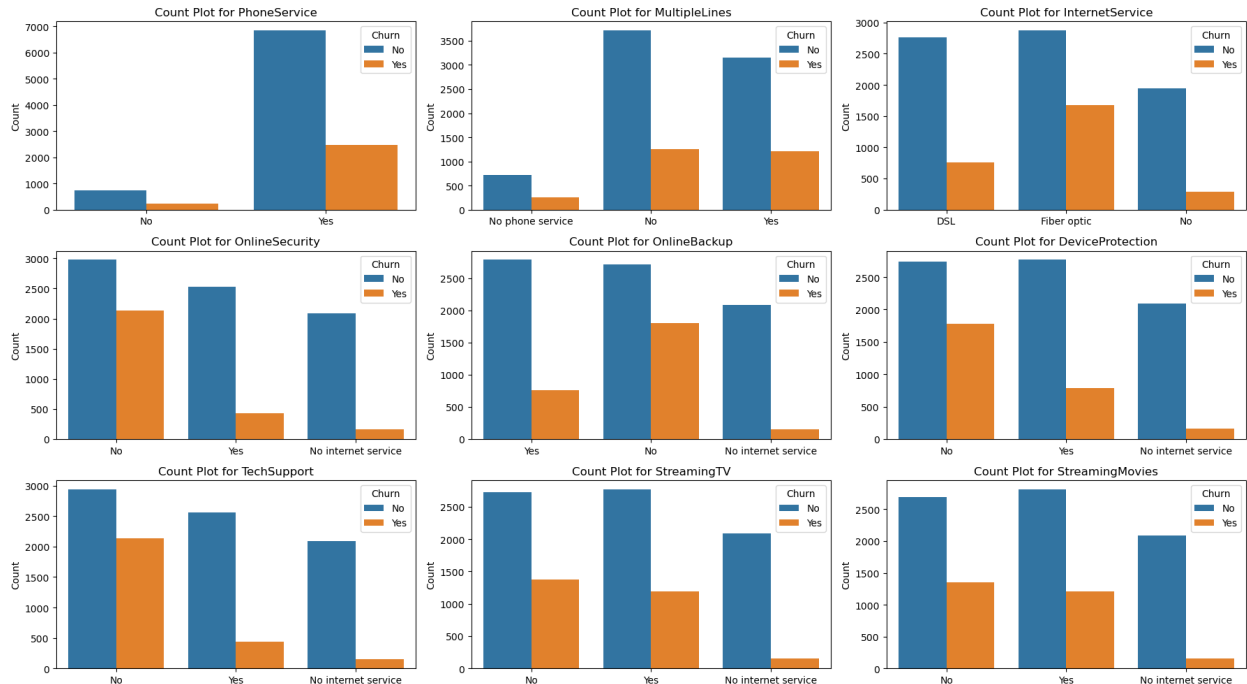 Count Plot for PhoneService
7000
6000
5000
4000
3000
2000
1000
0
Count
Churn
No
Yes
No
Yes
Count Plot for MultipleLines
3500
3000
2500
2000
1500
1000
500
0
Count
Churn
No
Yes
No phone service
No
Yes
Count Plot for InternetService
3000
2500
2000
1500
1000
500
0
Count
Churn
No
Yes
DSL
Fiber optic
No
Count Plot for OnlineSecurity
3000
2500
2000
1500
1000
500
0
Count
Churn
No
Yes
No
Yes
No internet service
Count Plot for OnlineBackup
2500
2000
1500
1000
500
0
Count
Churn
No
Yes
Yes
No
No internet service
Count Plot for DeviceProtection
2500
2000
1500
1000
500
0
Count
Churn
No
Yes
No
Yes
No internet service
Count Plot for TechSupport
3000
2500
2000
1500
1000
500
0
Count
Churn
No
Yes
No
Yes
No internet service
Count Plot for StreamingTV
2500
2000
1500
1000
500
0
Count
Churn
No
Yes
No
Yes
No internet service
Count Plot for StreamingMovies
2500
2000
1500
1000
500
0
Count
Churn
No
Yes
No
Yes
No internet service